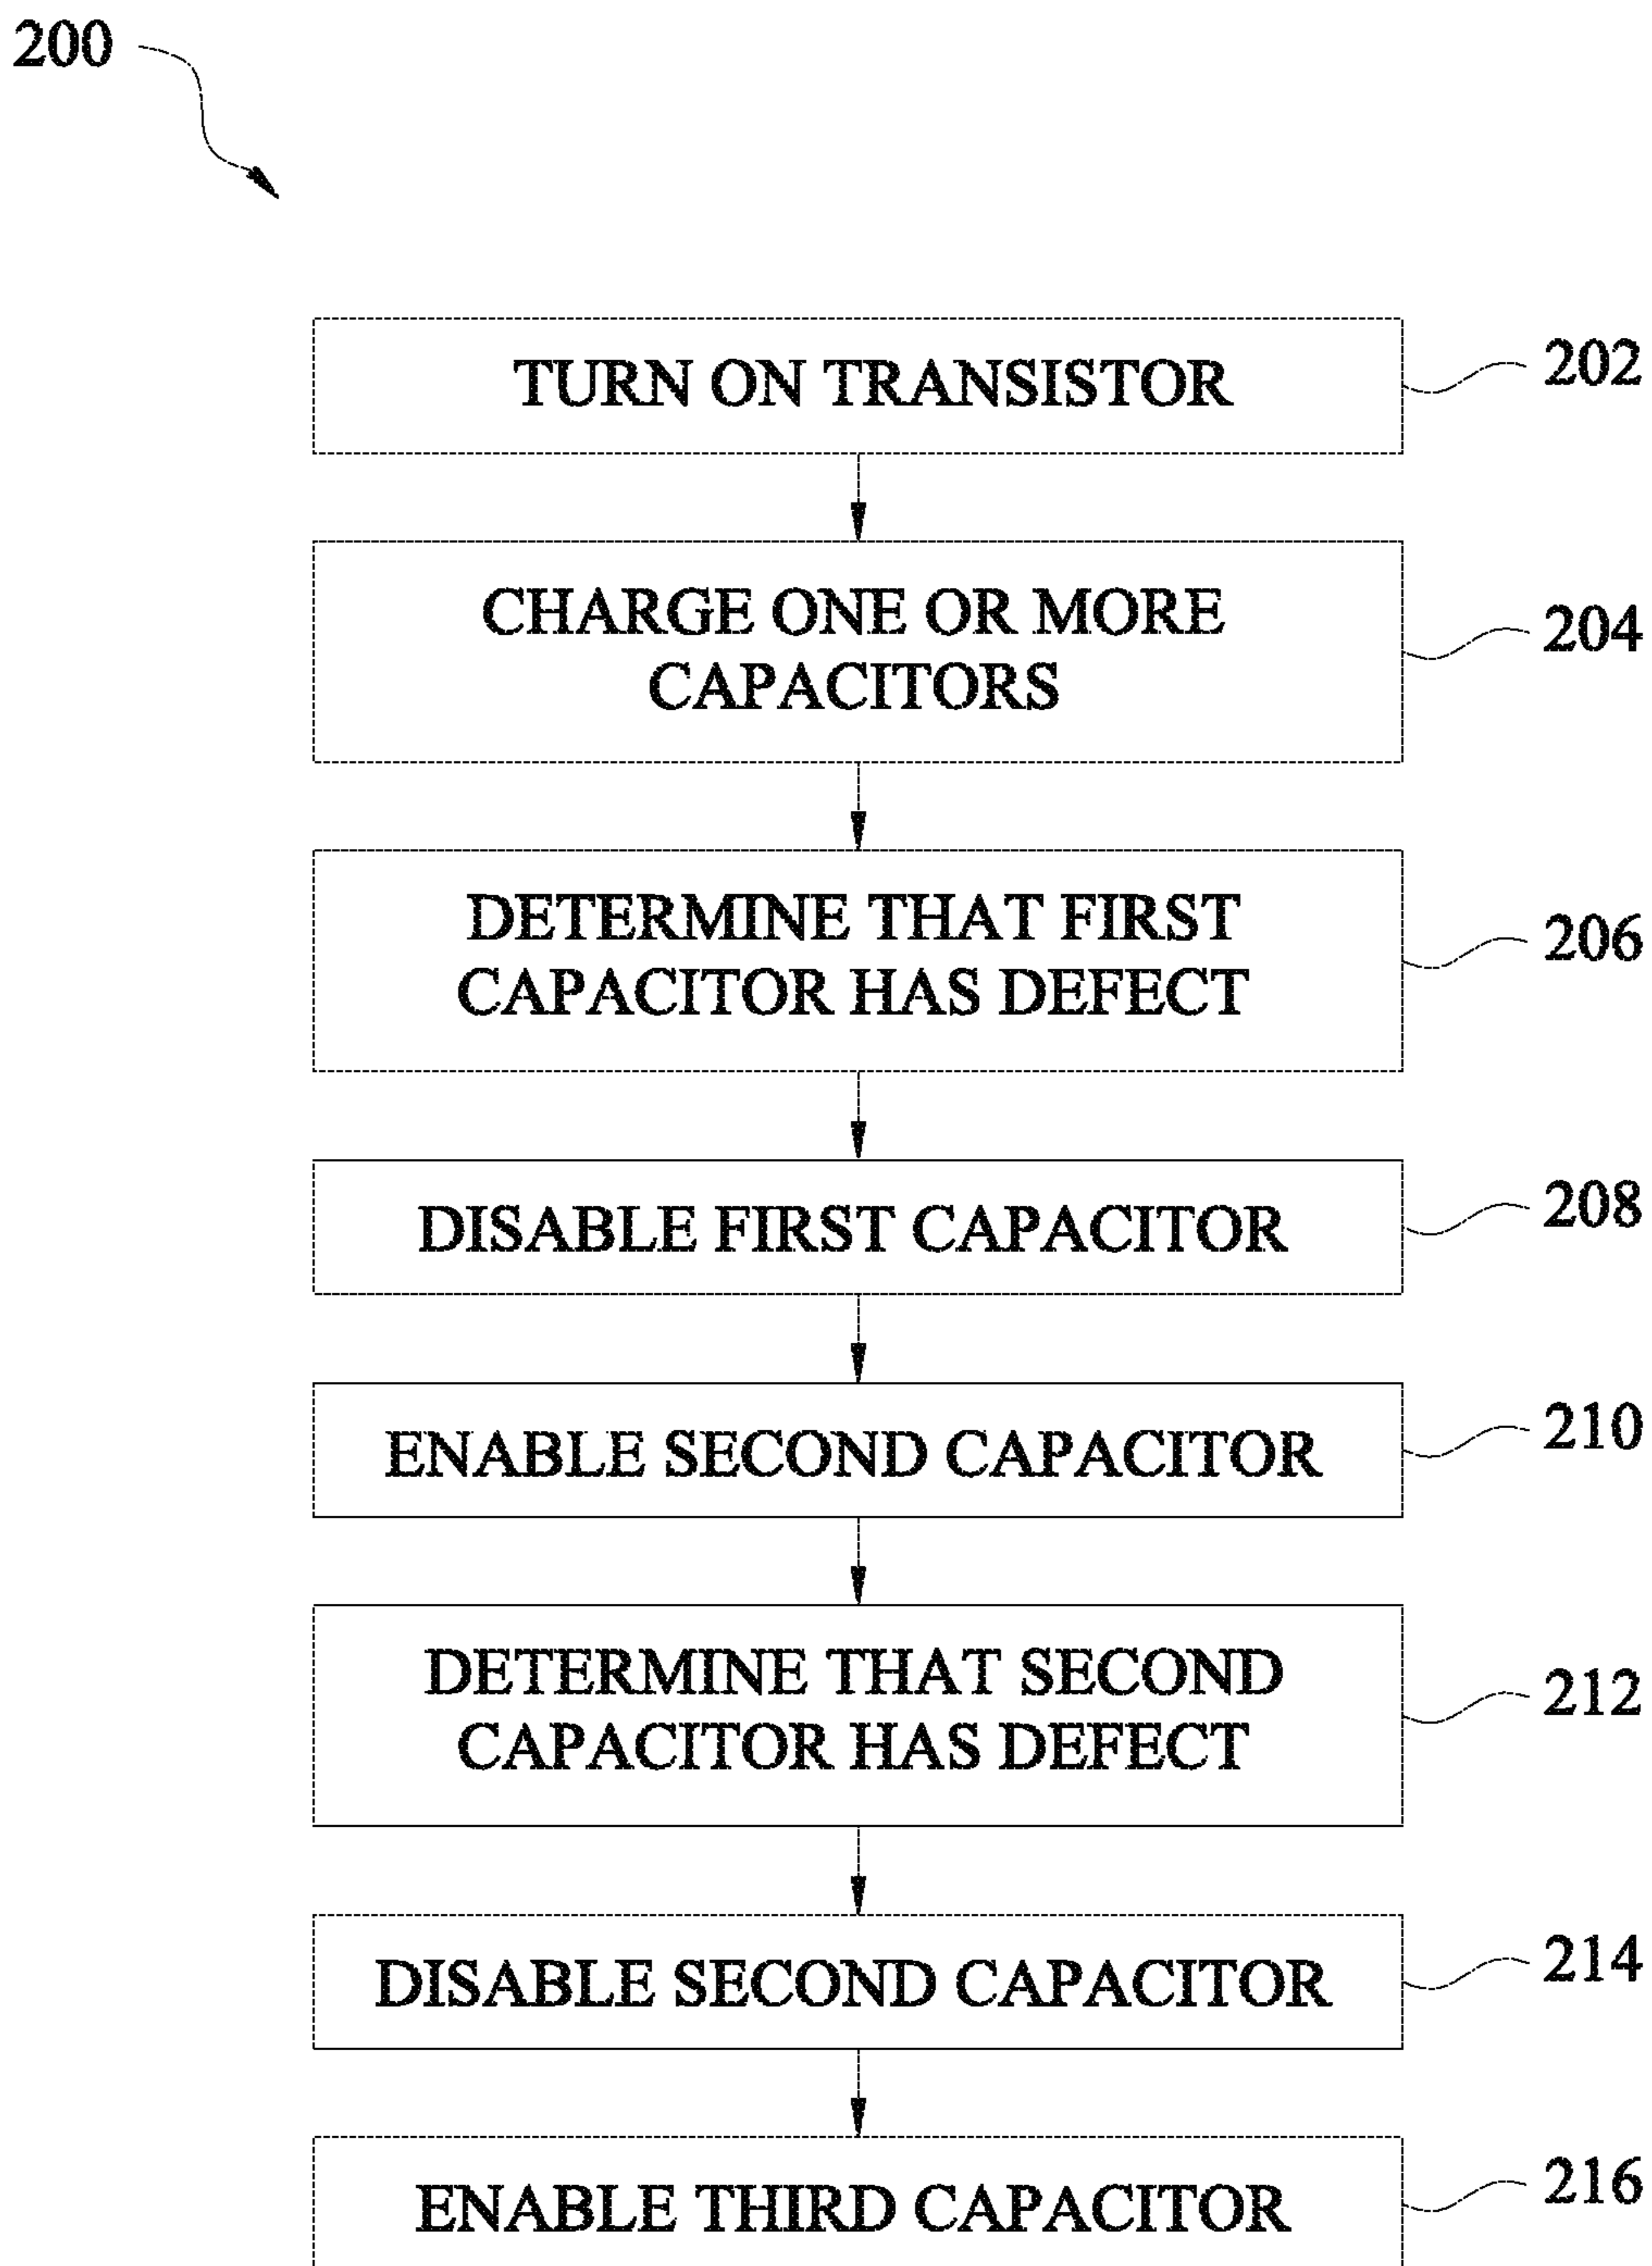 200
TURN ON TRANSISTOR
202
CHARGE ONE OR MORE
CAPACITORS
204
DETERMINE THAT FIRST
CAPACITOR HAS DEFECT
206
DISABLE FIRST CAPACITOR
208
ENABLE SECOND CAPACITOR
210
DETERMINE THAT SECOND
CAPACITOR HAS DEFECT
212
DISABLE SECOND CAPACITOR
214
ENABLE THIRD CAPACITOR
216